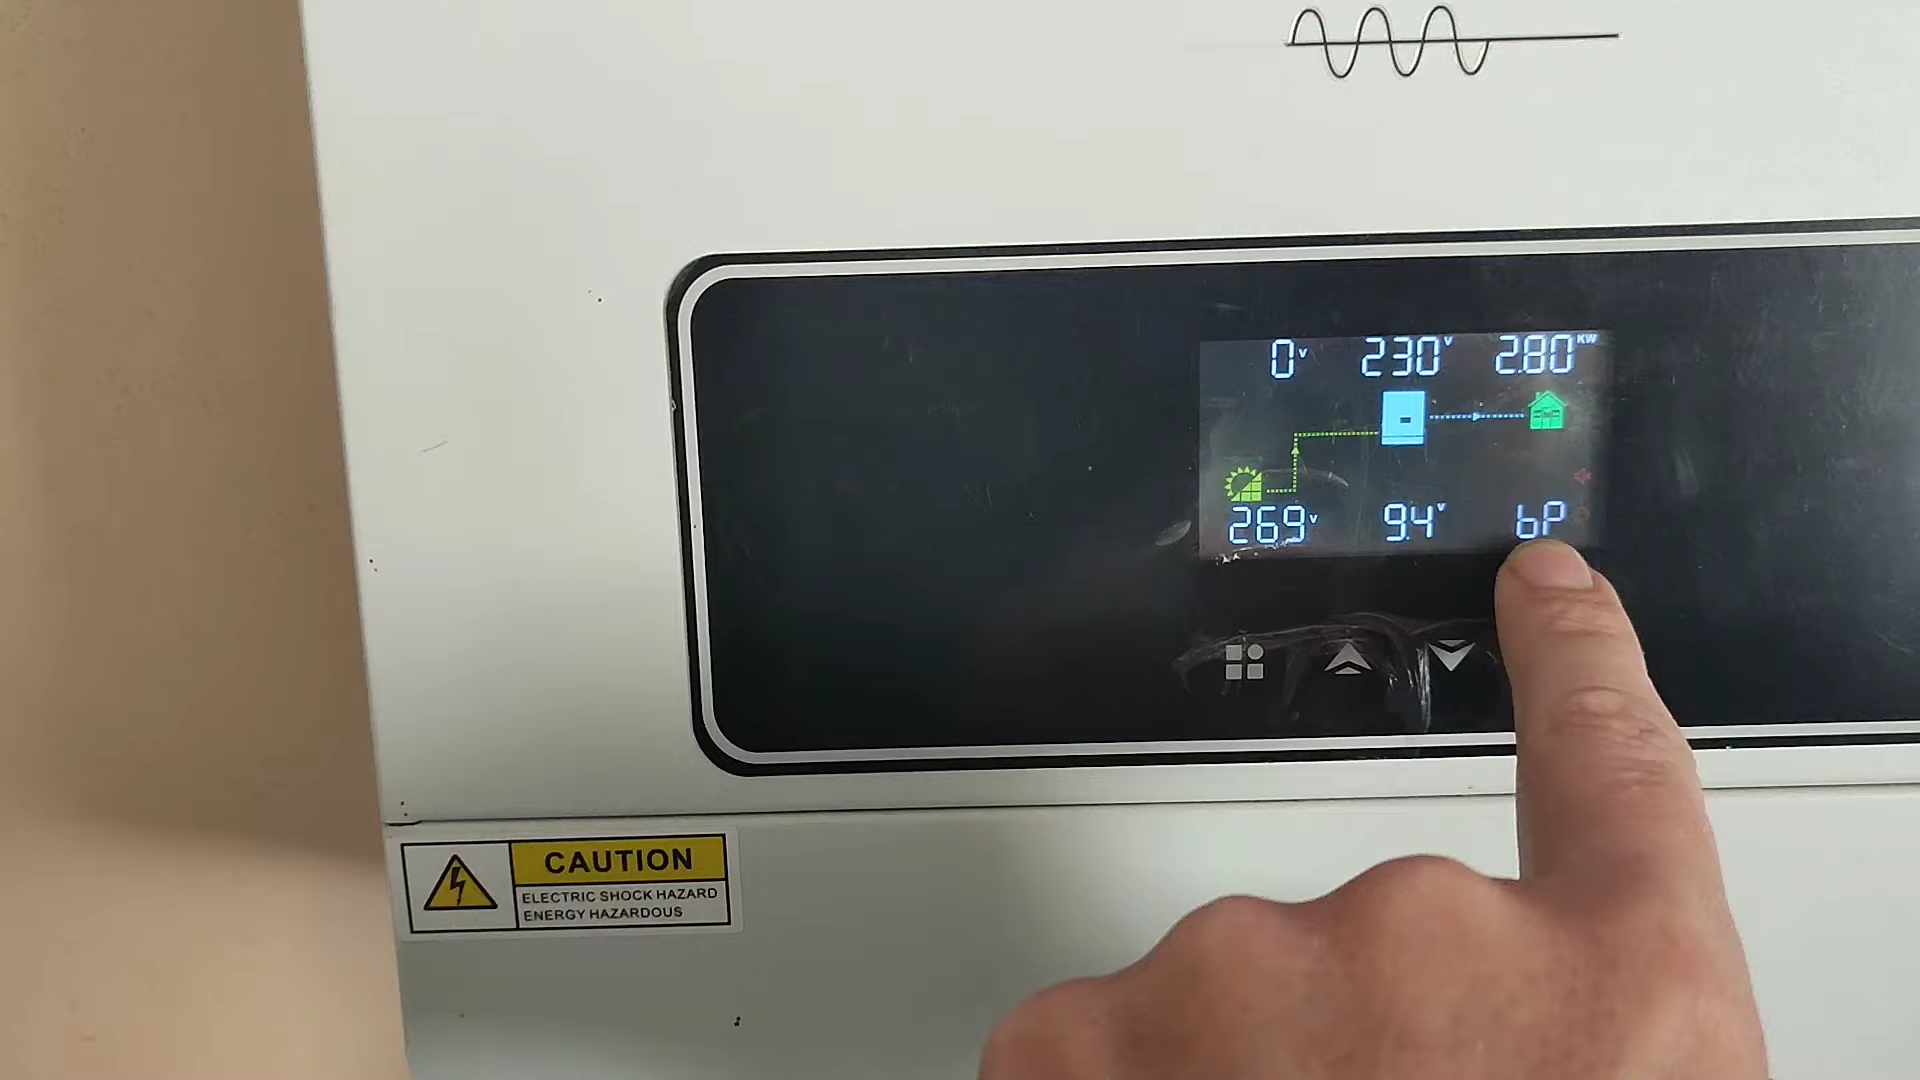 0V 230V 2.80KW
269V 9.4V bP
CAUTION
ELECTRIC SHOCK HAZARD
ENERGY HAZARDOUS